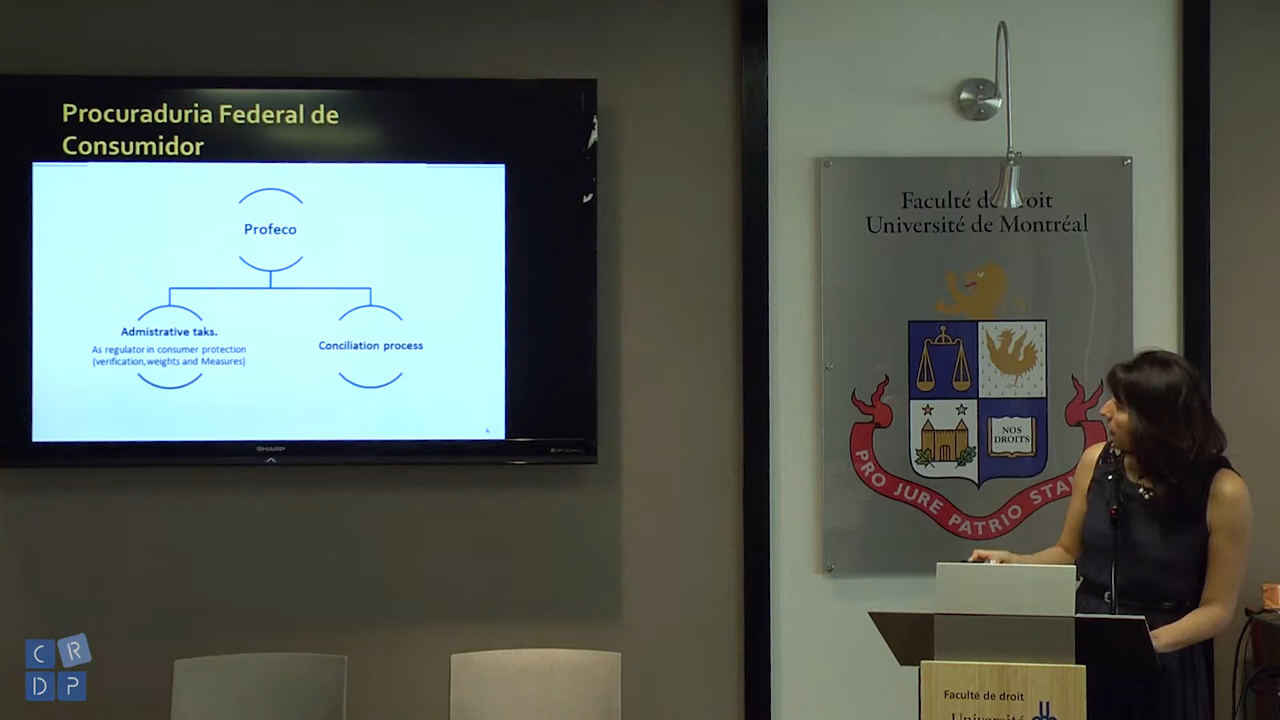 Procuraduria Federal de
Consumidor
Profeco
Admistrative taks.
As regulator in consumer protection
(verification,weights and Measures)
Conciliation process
SHARP
Faculté de droit
Université de Montréal
NOS
DROITS
PRO JURE PATRIO
Faculté de droit
Université
C R
D P